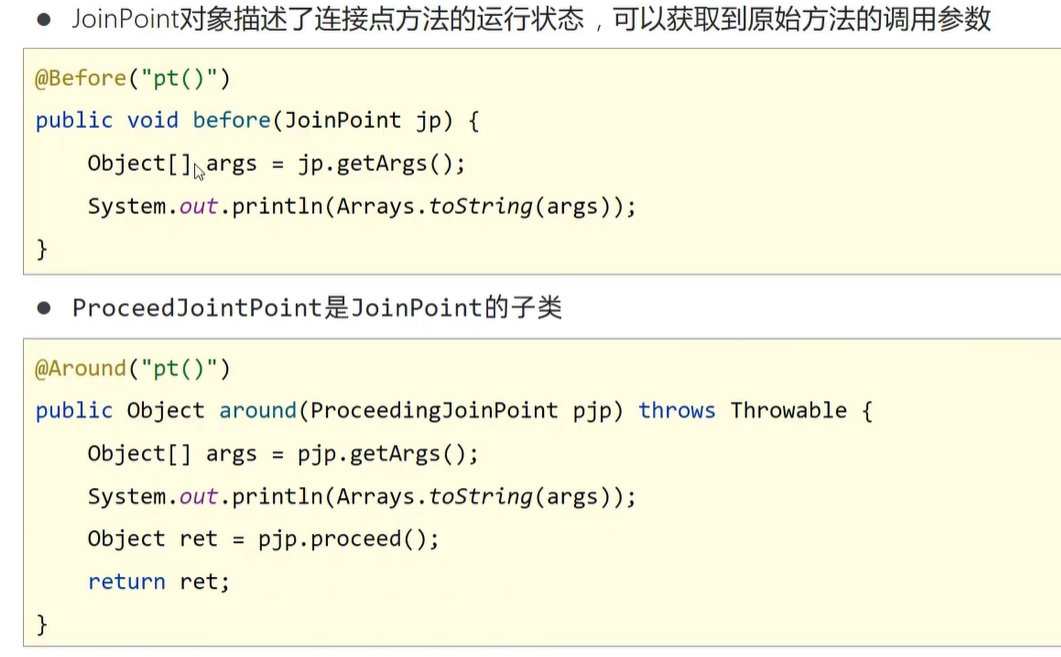 ● JoinPoint对象描述了连接点方法的运行状态，可以获取到原始方法的调用参数
@Before("pt()")
public void before(JoinPoint jp) {
    Object[] args = jp.getArgs();
    System.out.println(Arrays.toString(args));
}
● ProceedJointPoint是JoinPoint的子类
@Around("pt()")
public Object around(ProceedingJoinPoint pjp) throws Throwable {
    Object[] args = pjp.getArgs();
    System.out.println(Arrays.toString(args));
    Object ret = pjp.proceed();
    return ret;
}